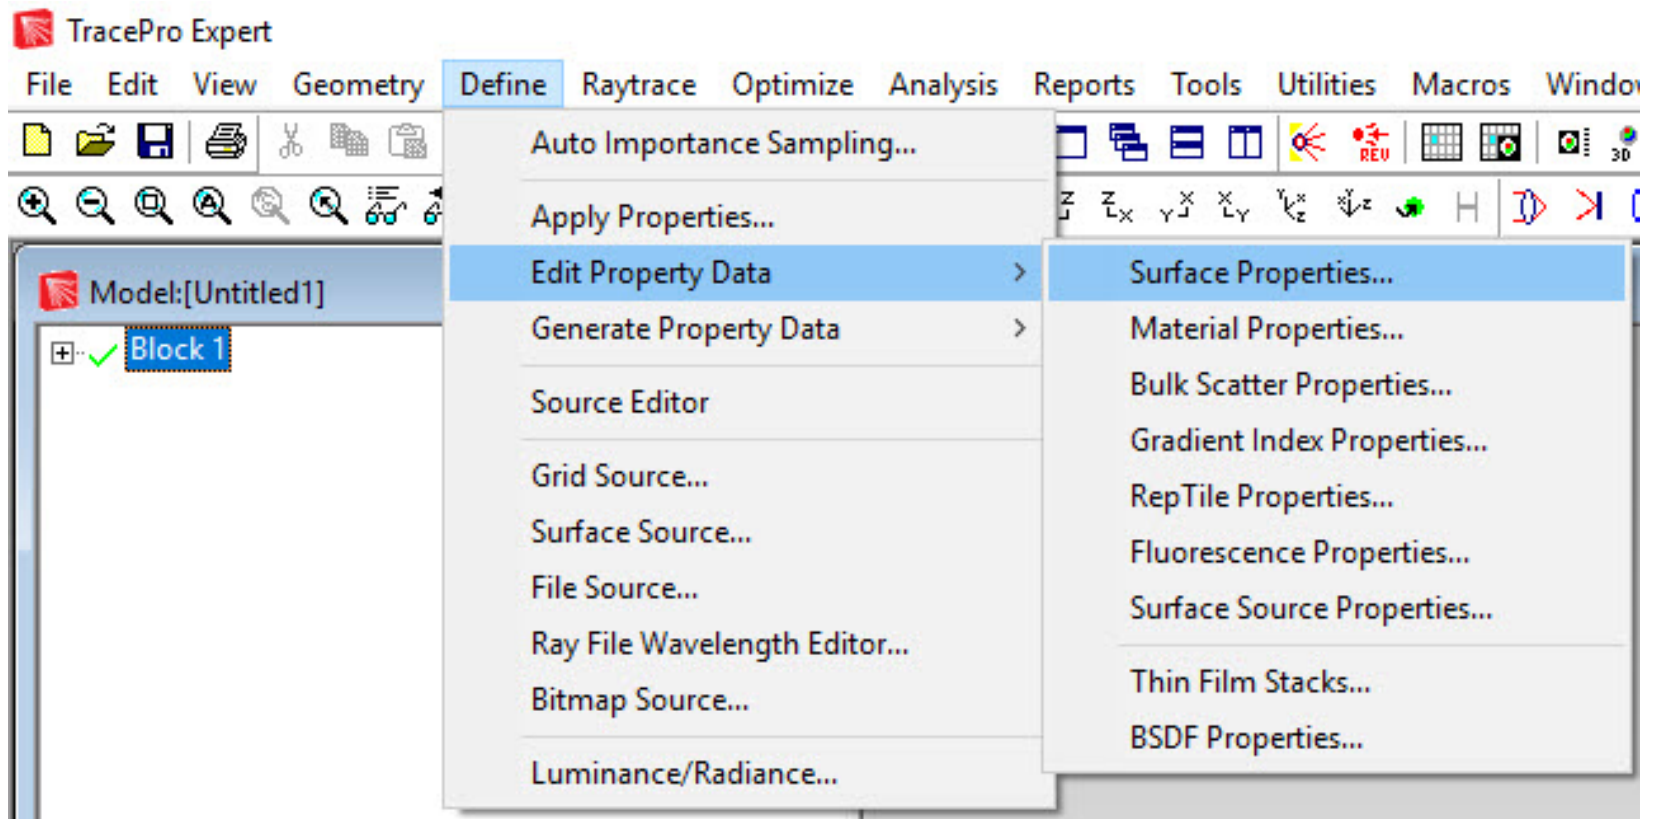 TracePro Expert
File Edit View Geometry Define Raytrace Optimize Analysis Reports Tools Utilities Macros Window
Auto Importance Sampling...
REV
3D
Apply Properties...
Z Z X Y X X Y Y X Z X Y Z H
Edit Property Data
Surface Properties...
Model:[Untitled1]
Generate Property Data
Material Properties...
Block 1
Bulk Scatter Properties...
Source Editor
Gradient Index Properties...
Grid Source...
RepTile Properties...
Surface Source...
Fluorescence Properties...
File Source...
Surface Source Properties...
Ray File Wavelength Editor...
Thin Film Stacks...
Bitmap Source...
BSDF Properties...
Luminance/Radiance...